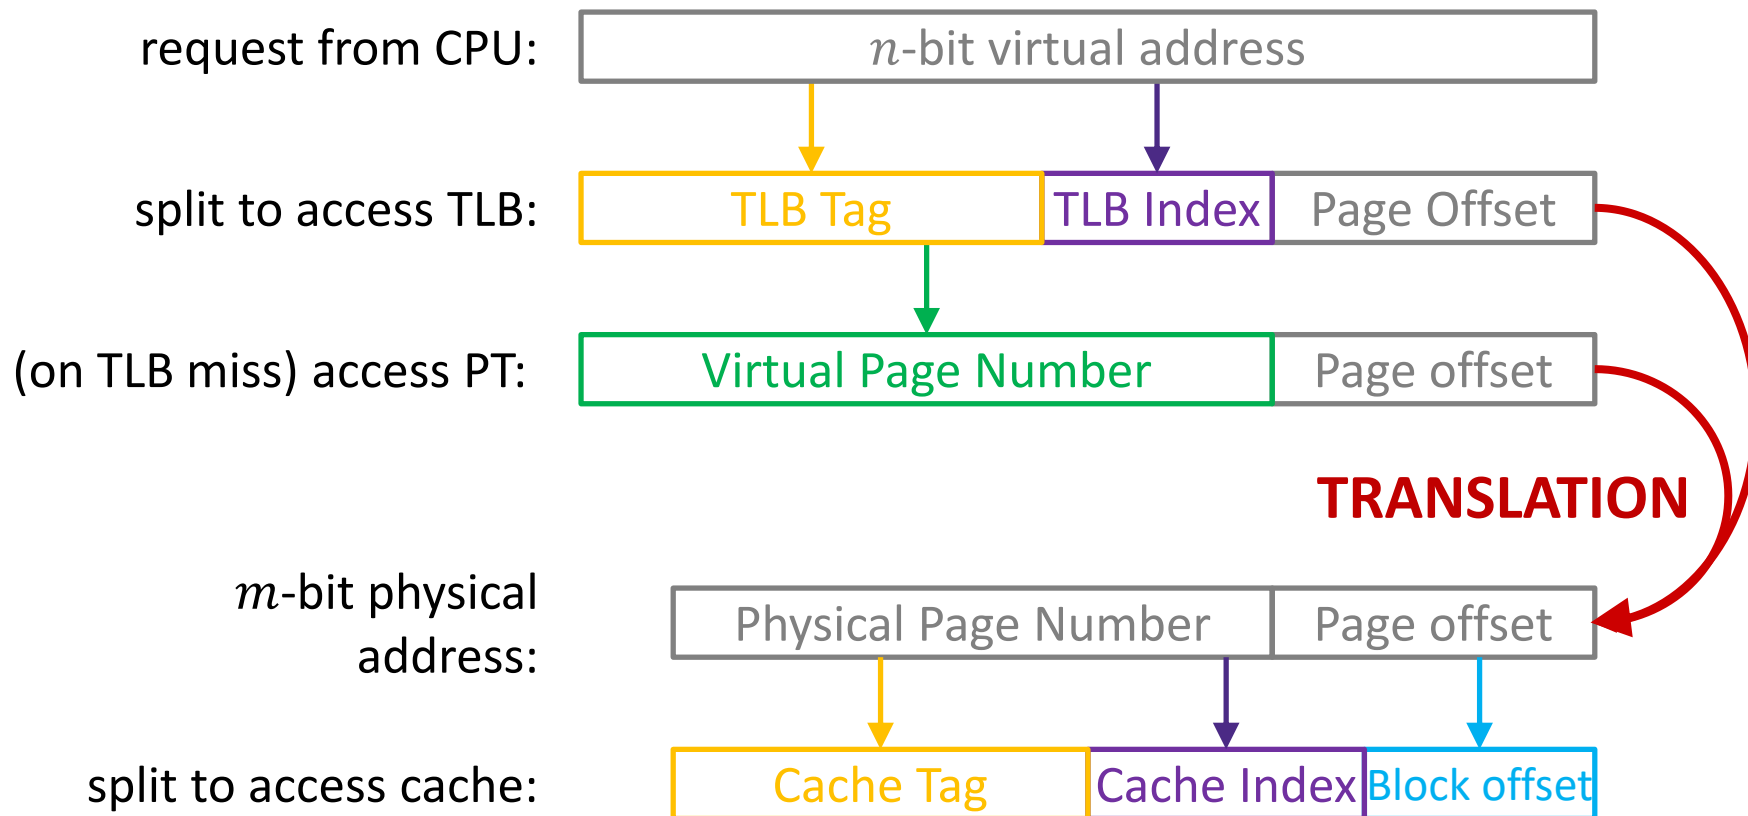 request from CPU: n-bit virtual address
split to access TLB: TLB Tag TLB Index Page Offset
(on TLB miss) access PT: Virtual Page Number Page offset
TRANSLATION
m-bit physical
address:
Physical Page Number Page offset
split to access cache: Cache Tag Cache Index Block offset